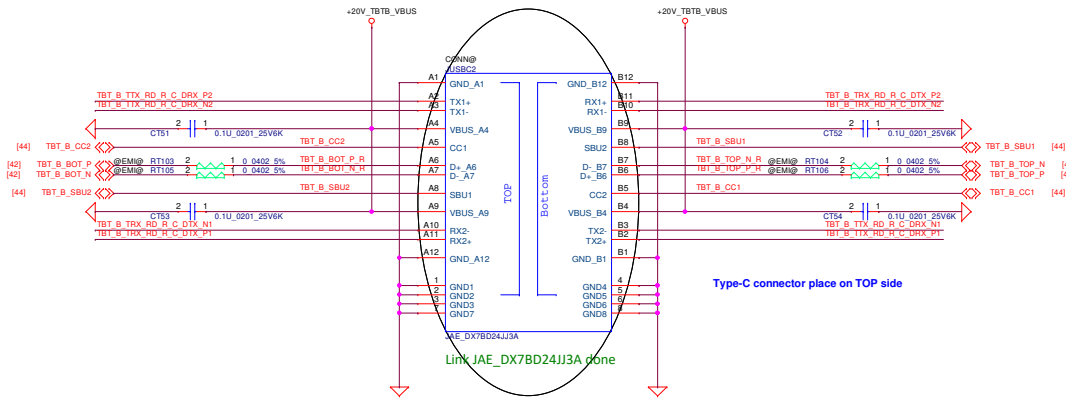 +20V_TBTB_VBUS
+20V_TBTB_VBUS
CONN@
JUSBC2
A1 GND_A1 GND_B12 B12
TBT_B_TTX_RD_R_C_DRX_P2 A2 TX1+ RX1+ B11 TBT_B_TRX_RD_R_C_DTX_P2
TBT_B_TTX_RD_R_C_DRX_N2 A3 TX1- RX1- B10 TBT_B_TRX_RD_R_C_DTX_N2
2 1 A4 VBUS_A4 VBUS_B9 B9 2 1
CT51 0.1U_0201_25V6K CT52 0.1U_0201_25V6K
[44] TBT_B_CC2 TBT_B_CC2 A5 CC1 SBU2 B8 TBT_B_SBU1 TBT_B_SBU1 [44]
[42] TBT_B_BOT_P @EMI@ RT103 2 1 0_0402_5% TBT_B_BOT_P_R A6 D+_A6 D-_B7 B7 TBT_B_TOP_N_R @EMI@ RT104 2 1 0_0402_5% TBT_B_TOP_N
[42] TBT_B_BOT_N @EMI@ RT105 2 1 0_0402_5% TBT_B_BOT_N_R A7 D-_A7 D+_B6 B6 TBT_B_TOP_P_R @EMI@ RT106 2 1 0_0402_5% TBT_B_TOP_P
[44] TBT_B_SBU2 TBT_B_SBU2 A8 SBU1 CC2 B5 TBT_B_CC1 TBT_B_CC1 [44]
TOP
Bottom
2 1 A9 VBUS_A9 VBUS_B4 B4 2 1
CT53 0.1U_0201_25V6K CT54 0.1U_0201_25V6K
TBT_B_TRX_RD_R_C_DTX_N1 A10 RX2- TX2- B3 TBT_B_TTX_RD_R_C_DRX_N1
TBT_B_TRX_RD_R_C_DTX_P1 A11 RX2+ TX2+ B2 TBT_B_TTX_RD_R_C_DRX_P1
A12 GND_A12 GND_B1 B1
1 GND1 GND4 4
2 GND2 GND5 5
3 GND3 GND6 6
7 GND7 GND8 8
Type-C connector place on TOP side
JAE_DX7BD24JJ3A
Link JAE_DX7BD24JJ3A done